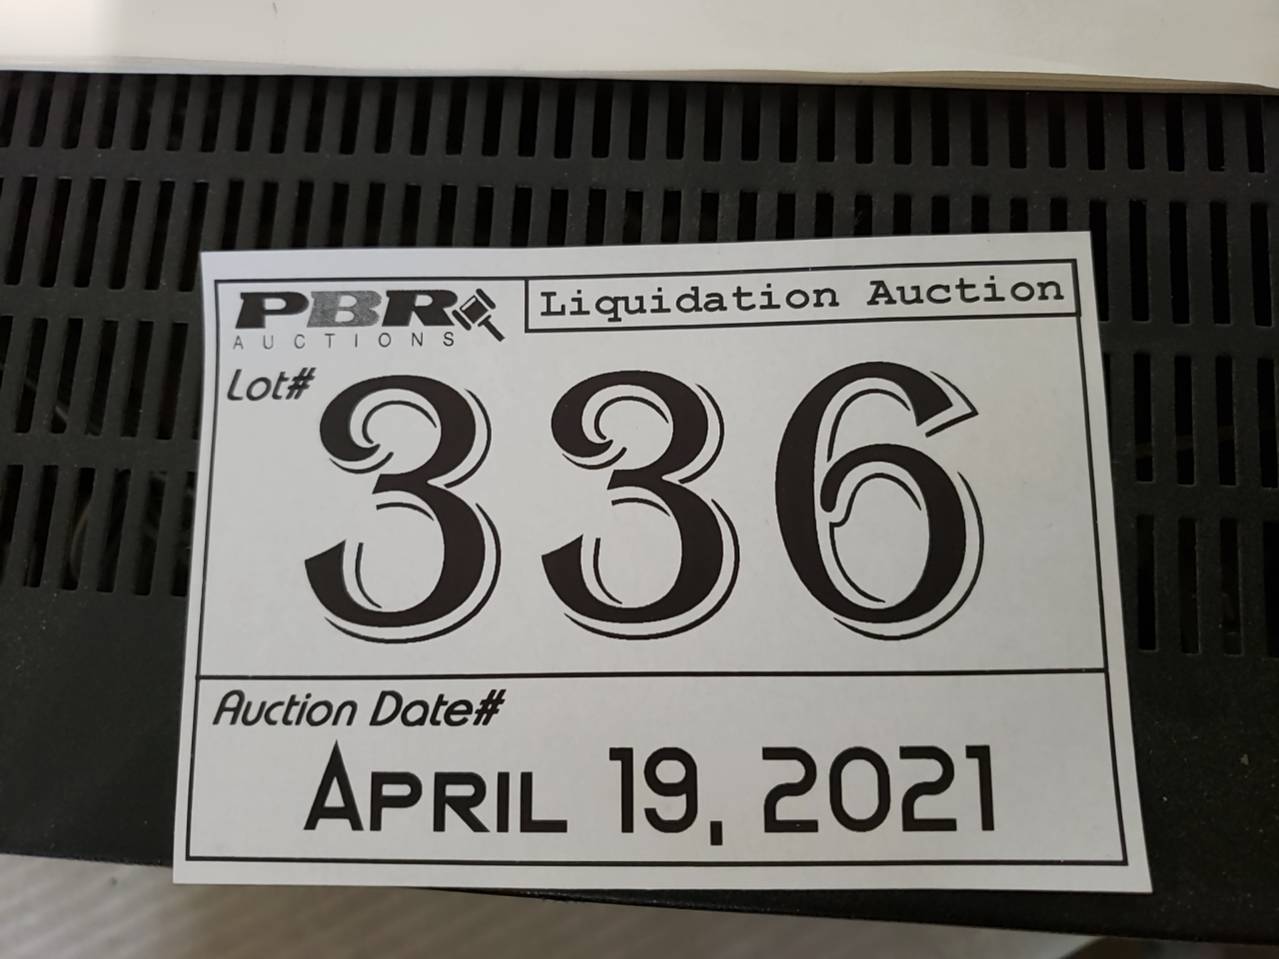 PBR
AUCTIONS
Liquidation Auction
Lot#
336
Auction Date#
April 19, 2021